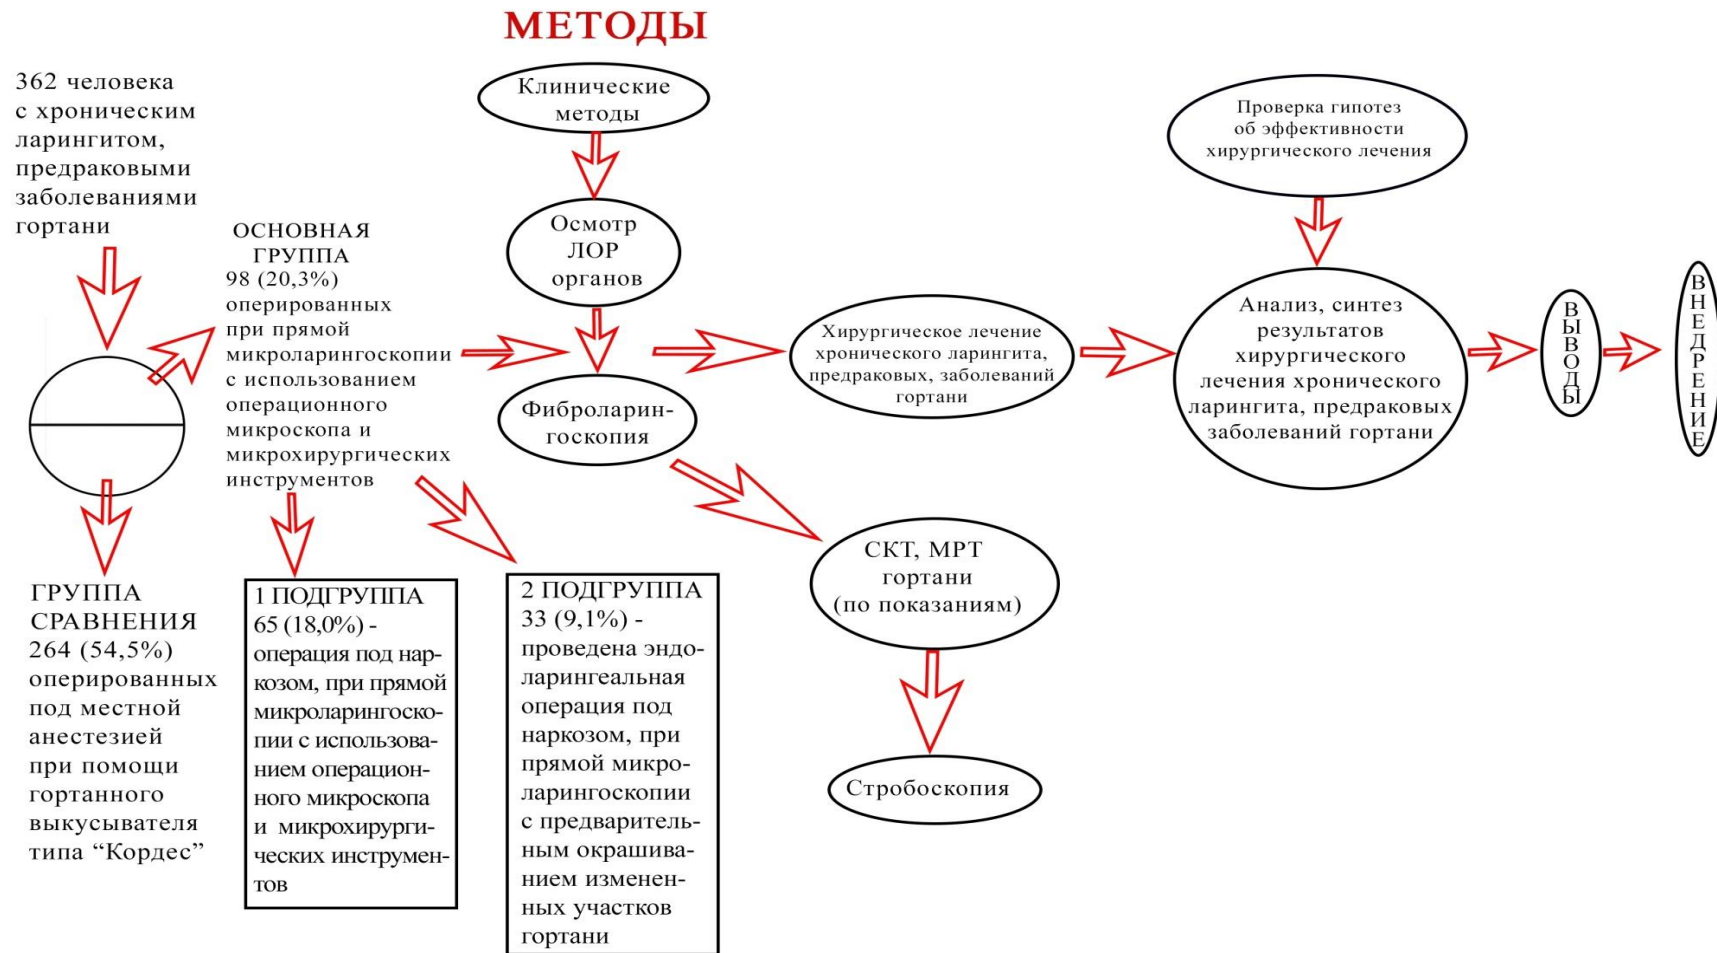 МЕТОДЫ
362 человека
с хроническим
ларингитом,
предраковыми
заболеваниями
гортани
ОСНОВНАЯ
ГРУППА
98 (20,3%)
оперированных
при прямой
микроларингоскопии
с использованием
операционного
микроскопа и
микрохирургических
инструментов
ГРУППА
СРАВНЕНИЯ
264 (54,5%)
оперированных
под местной
анестезией
при помощи
гортанного
выкусывателя
типа “Кордес”
1 ПОДГРУППА
65 (18,0%) -
операция под нар-
козом, при прямой
микроларингоско-
пии с использова-
нием операцион-
ного микроскопа
и микрохирурги-
ческих инструмен-
тов
2 ПОДГРУППА
33 (9,1%) -
проведена эндо-
ларингеальная
операция под
наркозом, при
прямой микро-
ларингоскопии
с предваритель-
ным окрашива-
нием изменен-
ных участков
гортани
Клинические
методы
Осмотр
ЛОР
органов
Фиброларин-
госкопия
СКТ, МРТ
гортани
(по показаниям)
Стробоскопия
Хирургическое лечение
хронического ларингита,
предраковых, заболеваний
гортани
Проверка гипотез
об эффективности
хирургического лечения
Анализ, синтез
результатов
хирургического
лечения хронического
ларингита, предраковых
заболеваний гортани
ВЫВОДЫ
ВНЕДРЕНИЕ